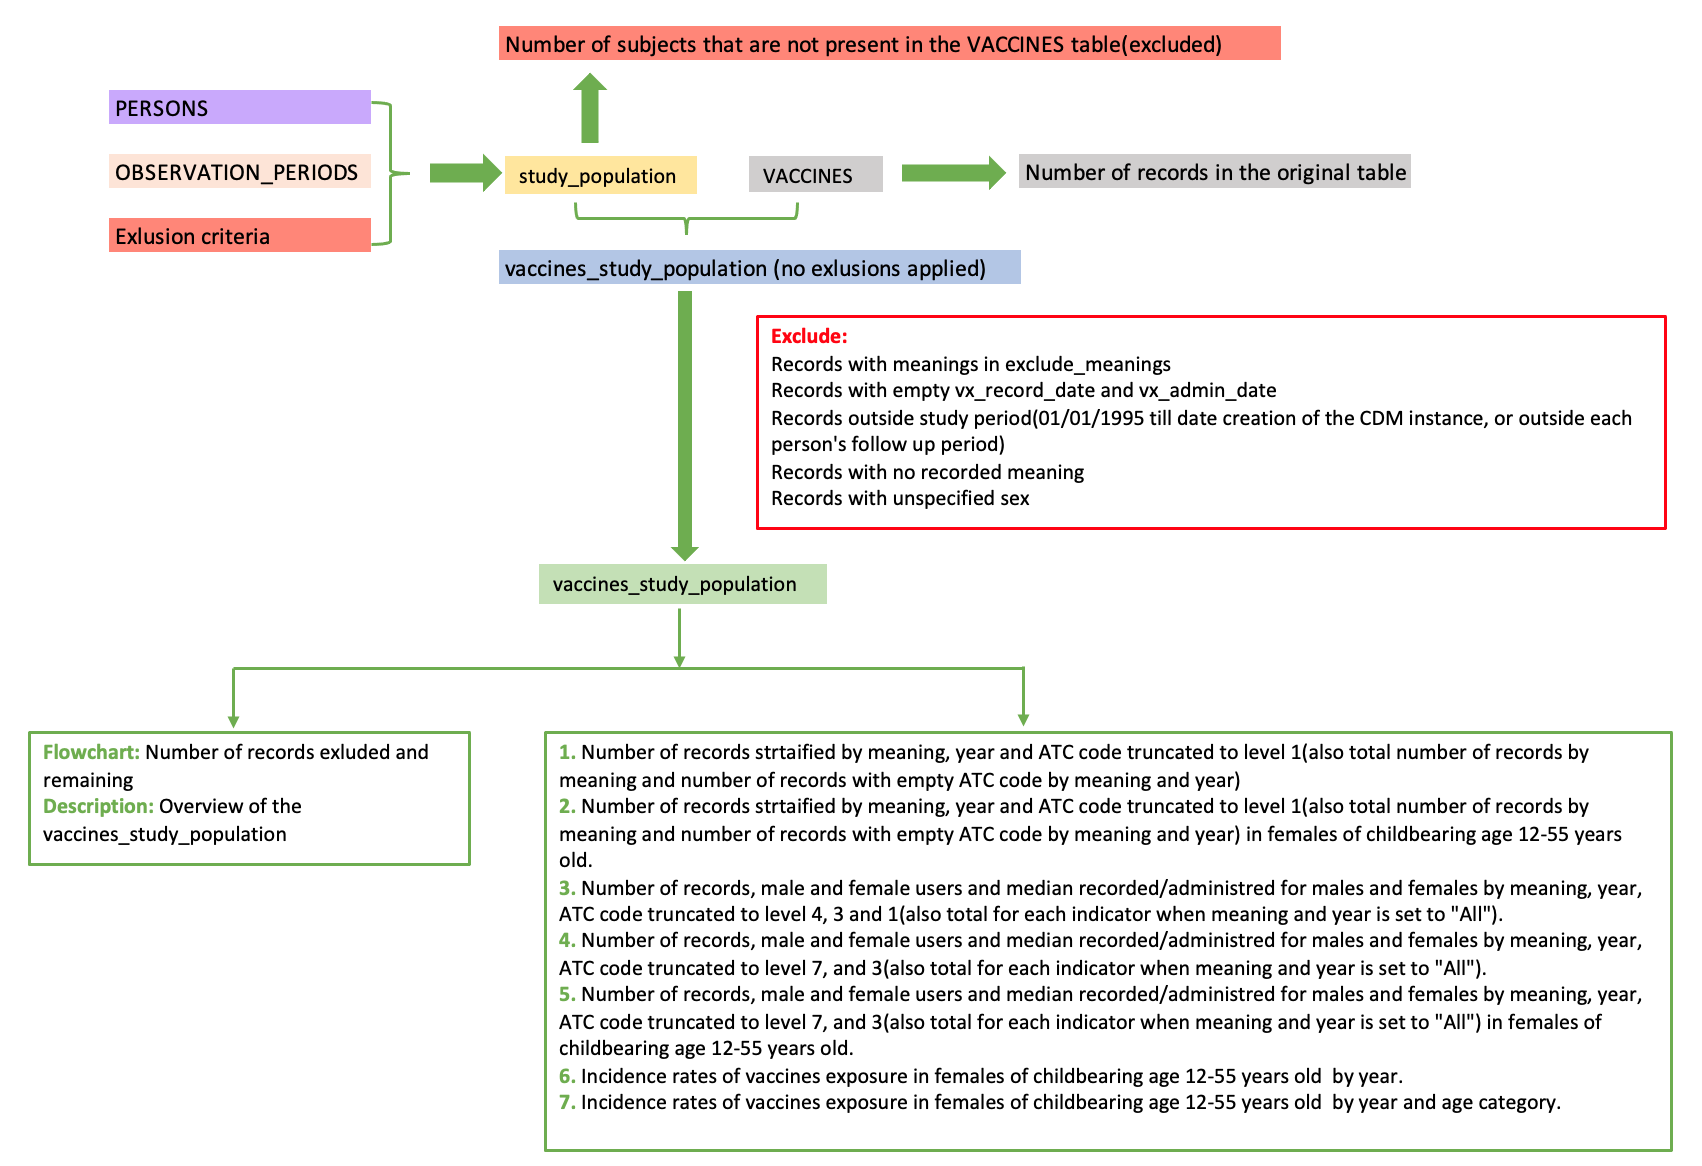 Number of subjects that are not present in the VACCINES table(excluded)
PERSONS
OBSERVATION_PERIODS
Exlusion criteria
study_population
VACCINES
Number of records in the original table
vaccines_study_population (no exlusions applied)
Exclude:
Records with meanings in exclude_meanings
Records with empty vx_record_date and vx_admin_date
Records outside study period(01/01/1995 till date creation of the CDM instance, or outside each
person's follow up period)
Records with no recorded meaning
Records with unspecified sex
vaccines_study_population
Flowchart: Number of records exluded and
remaining
Description: Overview of the
vaccines_study_population
1. Number of records strtaified by meaning, year and ATC code truncated to level 1(also total number of records by
meaning and number of records with empty ATC code by meaning and year)
2. Number of records strtaified by meaning, year and ATC code truncated to level 1(also total number of records by
meaning and number of records with empty ATC code by meaning and year) in females of childbearing age 12-55 years
old.
3. Number of records, male and female users and median recorded/administred for males and females by meaning, year,
ATC code truncated to level 4, 3 and 1(also total for each indicator when meaning and year is set to "All").
4. Number of records, male and female users and median recorded/administred for males and females by meaning, year,
ATC code truncated to level 7, and 3(also total for each indicator when meaning and year is set to "All").
5. Number of records, male and female users and median recorded/administred for males and females by meaning, year,
ATC code truncated to level 7, and 3(also total for each indicator when meaning and year is set to "All") in females of
childbearing age 12-55 years old.
6. Incidence rates of vaccines exposure in females of childbearing age 12-55 years old  by year.
7. Incidence rates of vaccines exposure in females of childbearing age 12-55 years old  by year and age category.